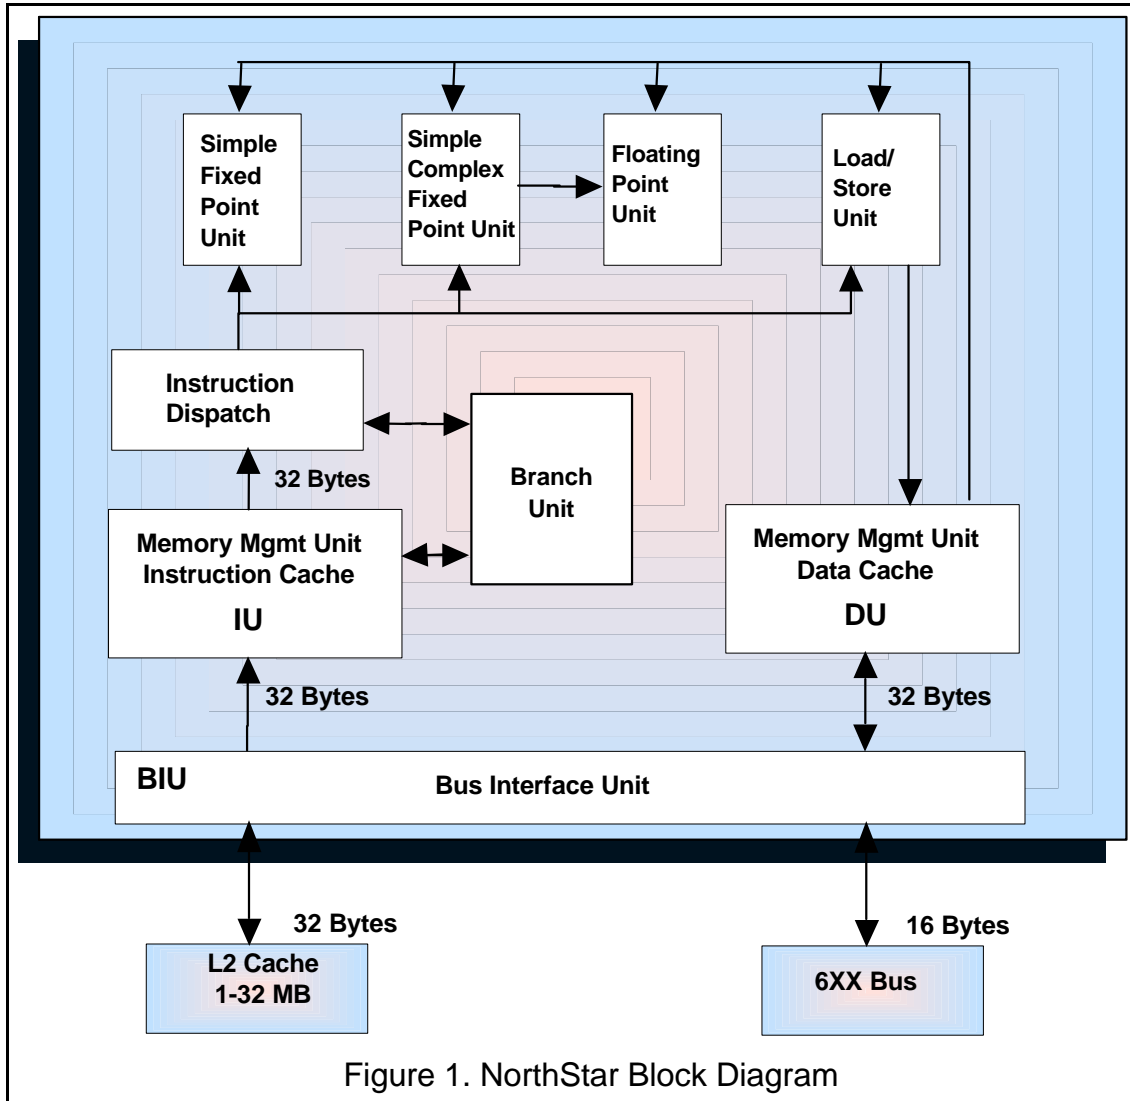 Simple
Fixed
Point
Unit
Simple
Complex
Fixed
Point Unit
Floating
Point
Unit
Load/
Store
Unit
Instruction
Dispatch
32 Bytes
Branch
Unit
Memory Mgmt Unit
Instruction Cache
IU
Memory Mgmt Unit
Data Cache
DU
32 Bytes
32 Bytes
BIU
Bus Interface Unit
32 Bytes
16 Bytes
L2 Cache
1-32 MB
6XX Bus
Figure 1. NorthStar Block Diagram